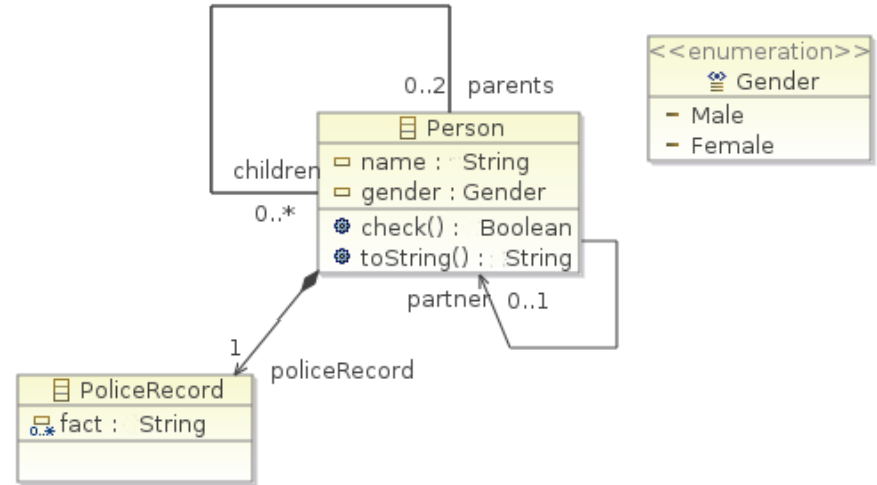 0..2 parents
<<enumeration>>
Gender
Male
Female
Person
name : String
gender : Gender
check() : Boolean
toString() : String
children
0..*
partner 0..1
1
policeRecord
PoliceRecord
0..* fact : String